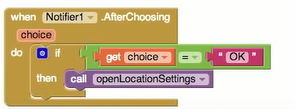 when Notifier1 .AfterChoosing
choice
do if get choice = " OK "
then call openLocationSettings